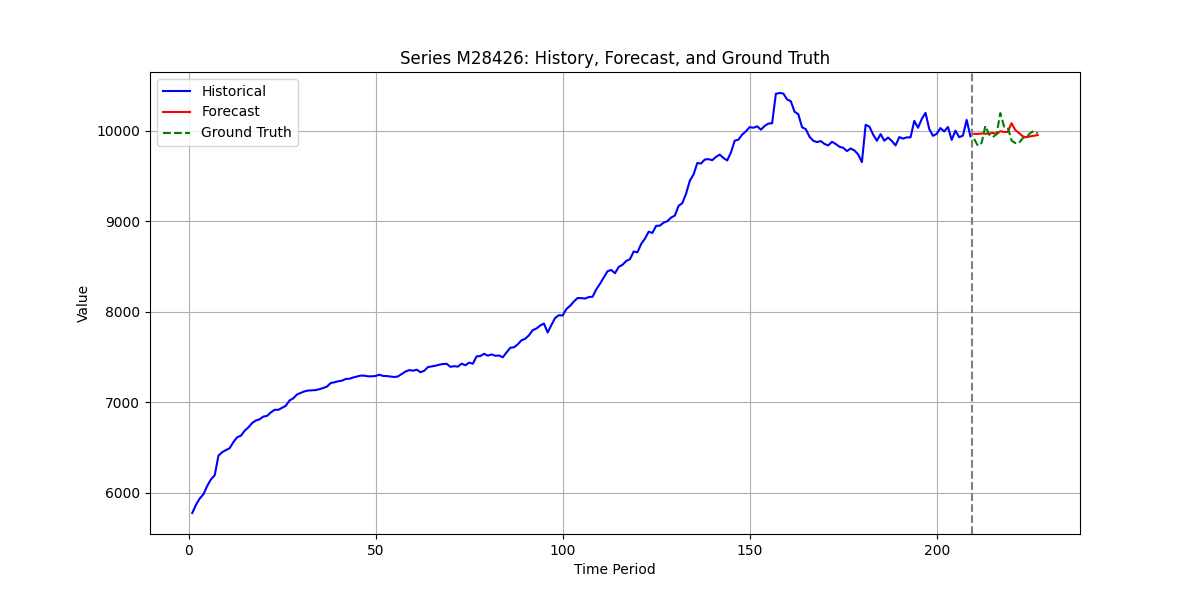 Series M28426: History, Forecast, and Ground Truth
Historical
Forecast
Ground Truth
10000
9000
8000
7000
6000
Value
0
50
100
150
200
Time Period